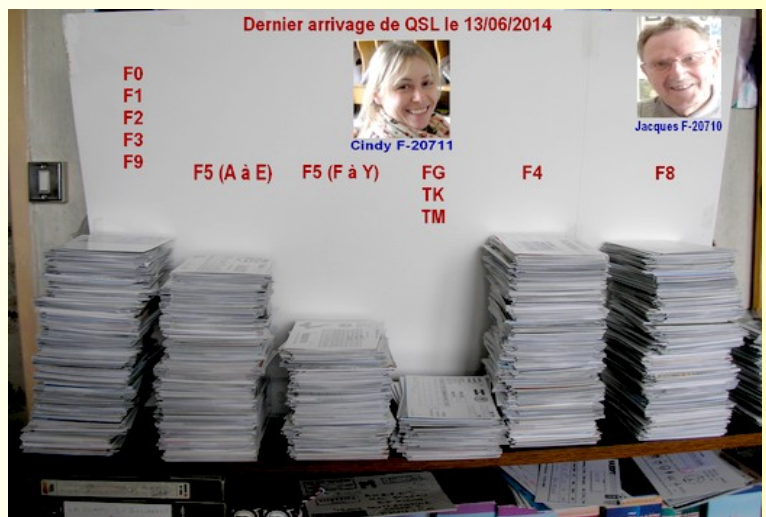 Dernier arrivage de QSL le 13/06/2014
F0
F1
F2
F3
F9
Cindy F-20711
Jacques F-20710
F5 (A à E)
F5 (F à Y)
FG
TK
TM
F4
F8